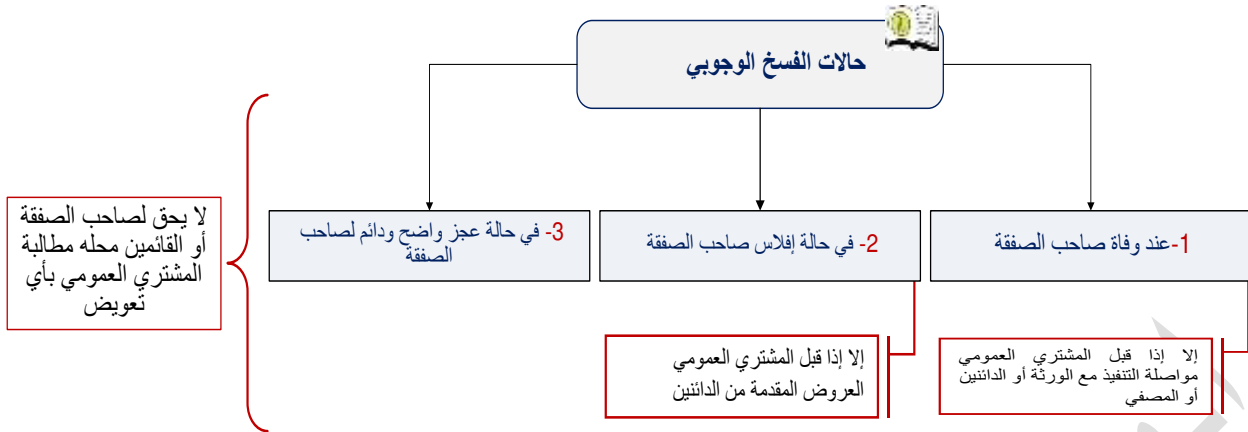 حالات الفسخ الوجوبي
1-عند وفاة صاحب الصفقة
2- في حالة إفلاس صاحب الصفقة
3- في حالة عجز واضح ودائم لصاحب
الصفقة
إلا إذا قبل المشتري العمومي
مواصلة التنفيذ مع الورثة أو الدائنين
أو المصفي
إلا إذا قبل المشتري العمومي
العروض المقدمة من الدائنين
لا يحق لصاحب الصفقة
أو القائمين محله مطالبة
المشتري العمومي بأي
تعويض